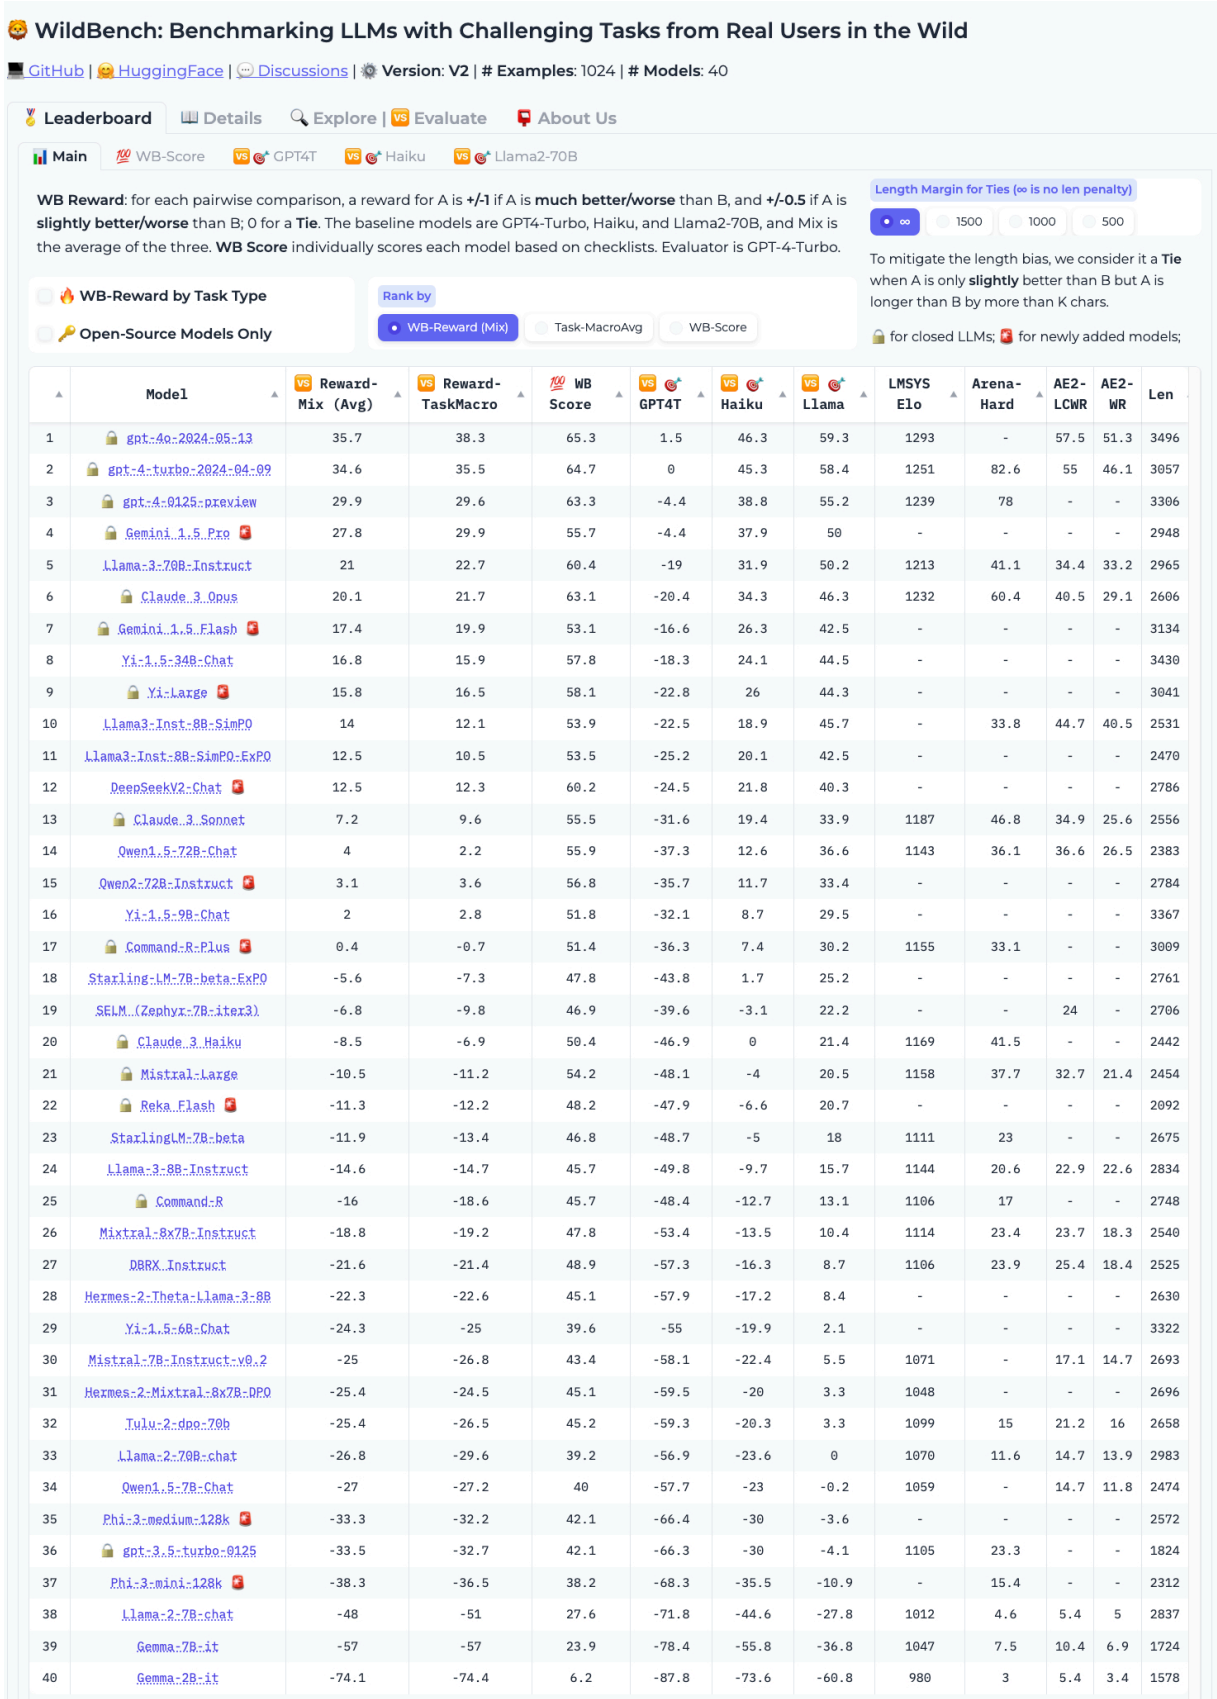 WildBench: Benchmarking LLMs with Challenging Tasks from Real Users in the Wild
GitHub | HuggingFace | Discussions | Version: V2 | # Examples: 1024 | # Models: 40
Leaderboard Details Explore | VS Evaluate About Us
Main 100 WB-Score VS GPT4T VS Haiku VS Llama2-70B
WB Reward: for each pairwise comparison, a reward for A is +/-1 if A is much better/worse than B, and +/-0.5 if A is
slightly better/worse than B; 0 for a Tie. The baseline models are GPT4-Turbo, Haiku, and Llama2-70B, and Mix is
the average of the three. WB Score individually scores each model based on checklists. Evaluator is GPT-4-Turbo.
Length Margin for Ties (∞ is no len penalty)
∞ 1500 1000 500
To mitigate the length bias, we consider it a Tie
when A is only slightly better than B but A is
longer than B by more than K chars.
for closed LLMs; for newly added models;
WB-Reward by Task Type
Open-Source Models Only
Rank by
WB-Reward (Mix) Task-MacroAvg WB-Score
Model VS Reward-Mix (Avg) VS Reward-TaskMacro 100 WB Score VS GPT4T VS Haiku VS Llama LMSYS Elo Arena-Hard AE2-LCWR AE2-WR Len
1 gpt-4o-2024-05-13 35.7 38.3 65.3 1.5 46.3 59.3 1293 - 57.5 51.3 3496
2 gpt-4-turbo-2024-04-09 34.6 35.5 64.7 0 45.3 58.4 1251 82.6 55 46.1 3057
3 gpt-4-0125-preview 29.9 29.6 63.3 -4.4 38.8 55.2 1239 78 - - 3306
4 Gemini 1.5 Pro 27.8 29.9 55.7 -4.4 37.9 50 - - - - 2948
5 Llama-3-70B-Instruct 21 22.7 60.4 -19 31.9 50.2 1213 41.1 34.4 33.2 2965
6 Claude 3 Opus 20.1 21.7 63.1 -20.4 34.3 46.3 1232 60.4 40.5 29.1 2606
7 Gemini 1.5 Flash 17.4 19.9 53.1 -16.6 26.3 42.5 - - - - 3134
8 Yi-1.5-34B-Chat 16.8 15.9 57.8 -18.3 24.1 44.5 - - - - 3430
9 Yi-Large 15.8 16.5 58.1 -22.8 26 44.3 - - - - 3041
10 Llama3-Inst-8B-SimPO 14 12.1 53.9 -22.5 18.9 45.7 - 33.8 44.7 40.5 2531
11 Llama3-Inst-8B-SimPO-ExPO 12.5 10.5 53.5 -25.2 20.1 42.5 - - - - 2470
12 DeepSeekV2-Chat 12.5 12.3 60.2 -24.5 21.8 40.3 - - - - 2786
13 Claude 3 Sonnet 7.2 9.6 55.5 -31.6 19.4 33.9 1187 46.8 34.9 25.6 2556
14 Qwen1.5-72B-Chat 4 2.2 55.9 -37.3 12.6 36.6 1143 36.1 36.6 26.5 2383
15 Qwen2-72B-Instruct 3.1 3.6 56.8 -35.7 11.7 33.4 - - - - 2784
16 Yi-1.5-9B-Chat 2 2.8 51.8 -32.1 8.7 29.5 - - - - 3367
17 Command-R-Plus 0.4 -0.7 51.4 -36.3 7.4 30.2 1155 33.1 - - 3009
18 Starling-LM-7B-beta-ExPO -5.6 -7.3 47.8 -43.8 1.7 25.2 - - - - 2761
19 SELM (Zephyr-7B-iter3) -6.8 -9.8 46.9 -39.6 -3.1 22.2 - - 24 - 2706
20 Claude 3 Haiku -8.5 -6.9 50.4 -46.9 0 21.4 1169 41.5 - - 2442
21 Mistral-Large -10.5 -11.2 54.2 -48.1 -4 20.5 1158 37.7 32.7 21.4 2454
22 Reka Flash -11.3 -12.2 48.2 -47.9 -6.6 20.7 - - - - 2092
23 StarlingLM-7B-beta -11.9 -13.4 46.8 -48.7 -5 18 1111 23 - - 2675
24 Llama-3-8B-Instruct -14.6 -14.7 45.7 -49.8 -9.7 15.7 1144 20.6 22.9 22.6 2834
25 Command-R -16 -18.6 45.7 -48.4 -12.7 13.1 1106 17 - - 2748
26 Mixtral-8x7B-Instruct -18.8 -19.2 47.8 -53.4 -13.5 10.4 1114 23.4 23.7 18.3 2540
27 DBRX Instruct -21.6 -21.4 48.9 -57.3 -16.3 8.7 1106 23.9 25.4 18.4 2525
28 Hermes-2-Theta-Llama-3-8B -22.3 -22.6 45.1 -57.9 -17.2 8.4 - - - - 2630
29 Yi-1.5-6B-Chat -24.3 -25 39.6 -55 -19.9 2.1 - - - - 3322
30 Mistral-7B-Instruct-v0.2 -25 -26.8 43.4 -58.1 -22.4 5.5 1071 - 17.1 14.7 2693
31 Hermes-2-Mixtral-8x7B-DPO -25.4 -24.5 45.1 -59.5 -20 3.3 1048 - - - 2696
32 Tulu-2-dpo-70b -25.4 -26.5 45.2 -59.3 -20.3 3.3 1099 15 21.2 16 2658
33 Llama-2-70B-chat -26.8 -29.6 39.2 -56.9 -23.6 0 1070 11.6 14.7 13.9 2983
34 Qwen1.5-7B-Chat -27 -27.2 40 -57.7 -23 -0.2 1059 - 14.7 11.8 2474
35 Phi-3-medium-128k -33.3 -32.2 42.1 -66.4 -30 -3.6 - - - - 2572
36 gpt-3.5-turbo-0125 -33.5 -32.7 42.1 -66.3 -30 -4.1 1105 23.3 - - 1824
37 Phi-3-mini-128k -38.3 -36.5 38.2 -68.3 -35.5 -10.9 - 15.4 - - 2312
38 Llama-2-7B-chat -48 -51 27.6 -71.8 -44.6 -27.8 1012 4.6 5.4 5 2837
39 Gemma-7B-it -57 -57 23.9 -78.4 -55.8 -36.8 1047 7.5 10.4 6.9 1724
40 Gemma-2B-it -74.1 -74.4 6.2 -87.8 -73.6 -60.8 980 3 5.4 3.4 1578